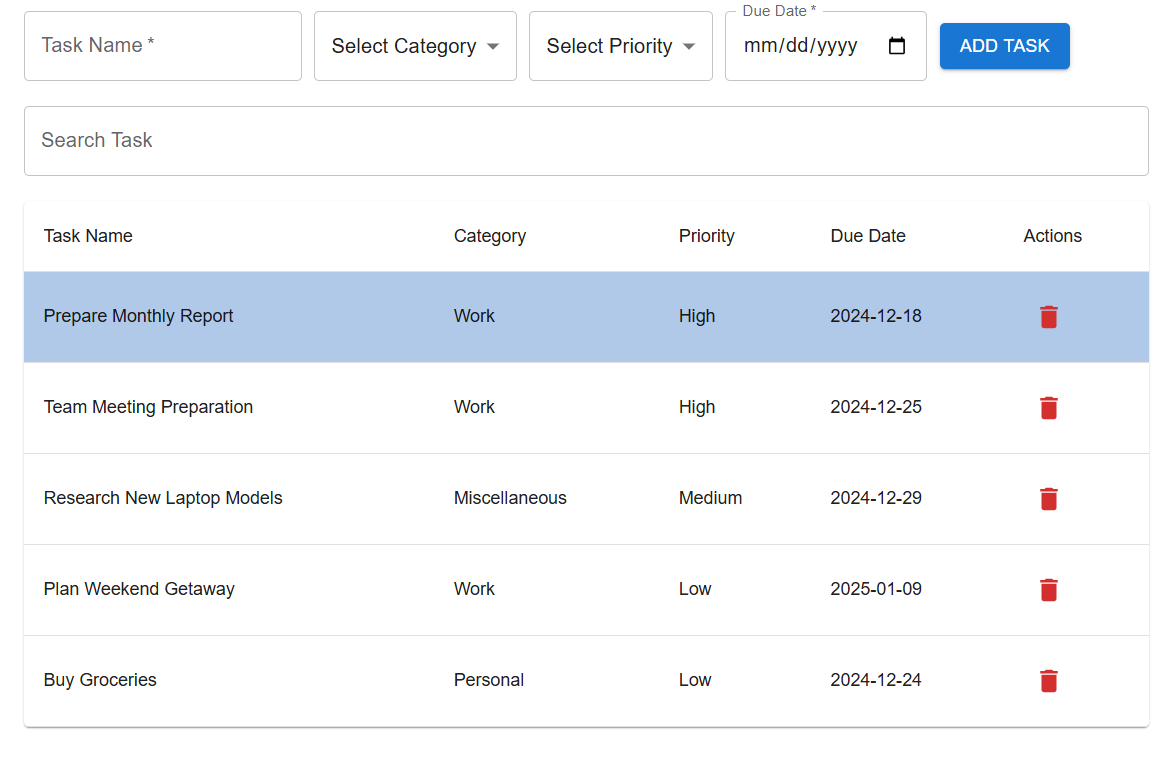 Due Date *
Task Name * Select Category Select Priority mm/dd/yyyy ADD TASK
Search Task
Task Name Category Priority Due Date Actions
Prepare Monthly Report Work High 2024-12-18
Team Meeting Preparation Work High 2024-12-25
Research New Laptop Models Miscellaneous Medium 2024-12-29
Plan Weekend Getaway Work Low 2025-01-09
Buy Groceries Personal Low 2024-12-24